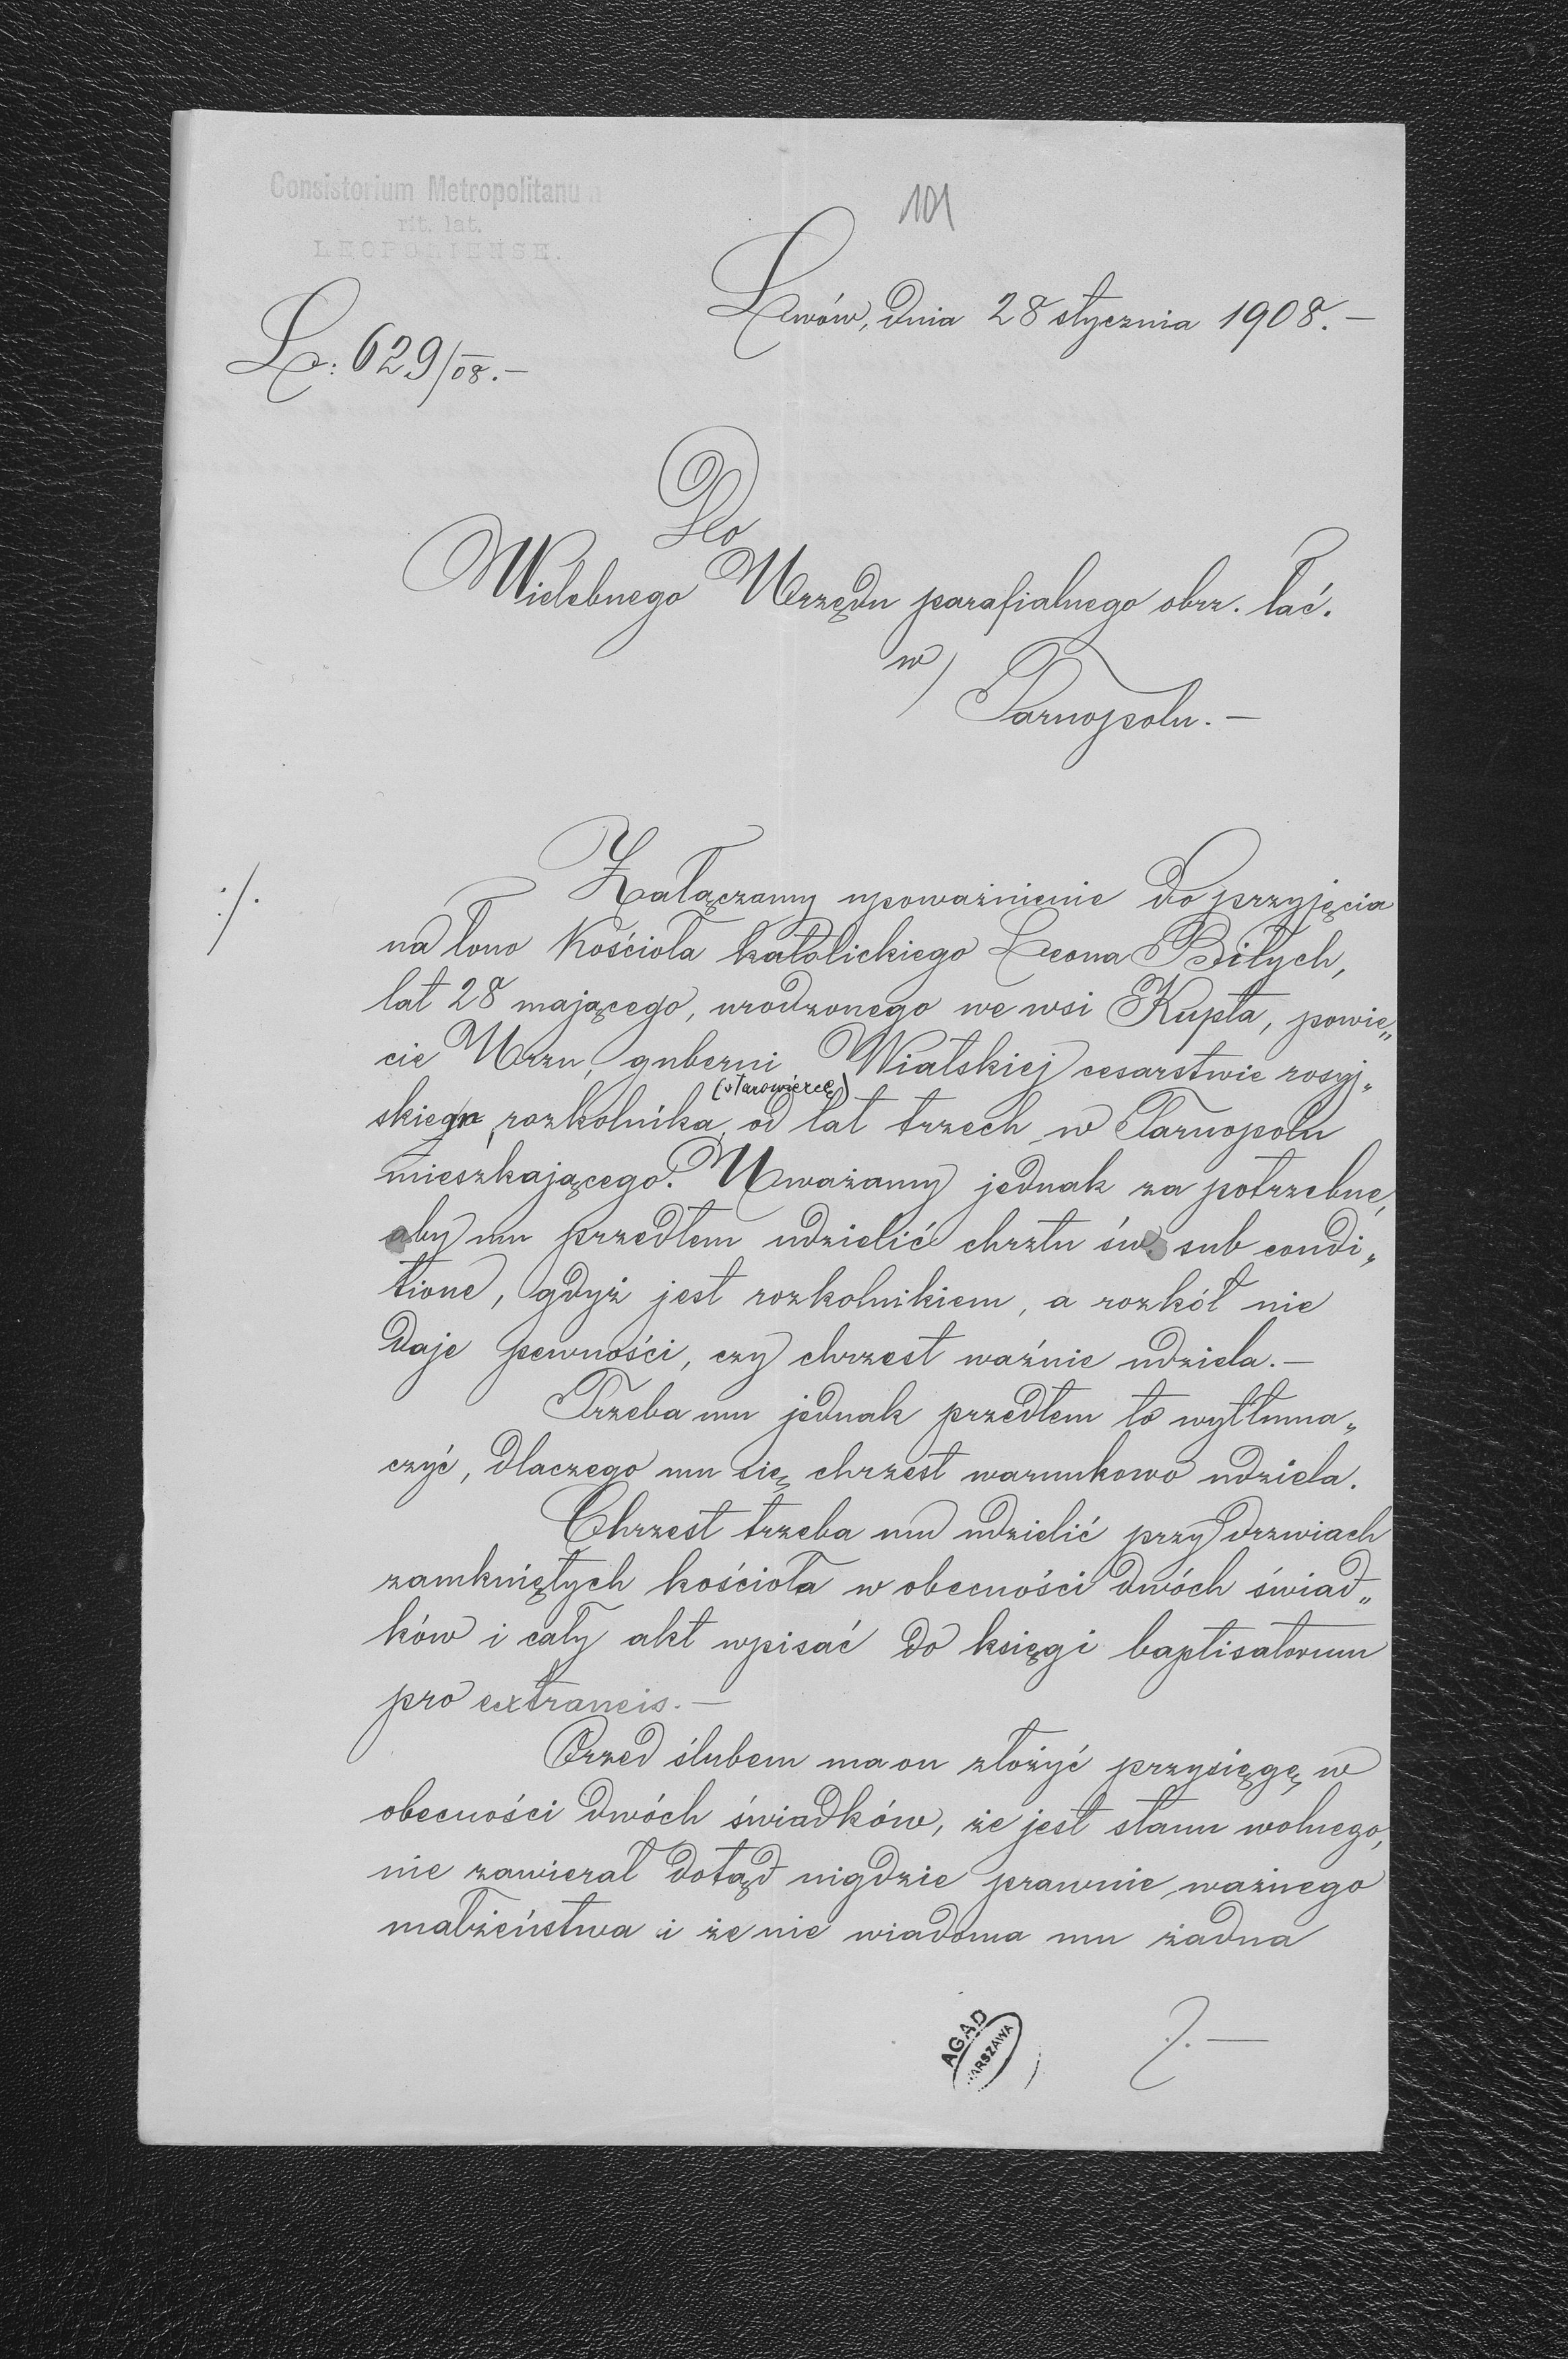 Consistorium Metropolitanum
rit. lat.
LEOPOLIENSE.
101
Lwów, dnia 28 stycznia 1908.—
L: 629/08.—
Do
Wielebnego Urzędu parafialnego obrz. łać.
w
Tarnopolu.—
./.
Załączamy upoważnienie do przyjęcia
na łono Kościoła katolickiego Leona Biłych,
lat 28 mającego, urodzonego we wsi Kupta, powie„
cie Urzu, guberni Wiatskiej cesarstwie rosyj„
(starowiercę)
skiego, rozkolnika, od lat trzech w Tarnopolu
mieszkającego. Uważamy jednak za potrzebne,
aby mu przedtem udzielić chrztu św. sub condi„
tione, gdyż jest rozkolnikiem, a rozkół nie
daje pewności, czy chrzest ważnie udziela.—
Trzeba mu jednak przedtem to wytłuma„
czyć, dlaczego mu się chrzest warunkowo udziela.
Chrzest trzeba mu udzielić przy drzwiach
zamkniętych kościoła w obecności dwóch świad„
ków i cały akt wpisać do księgi baptisatorum
pro extraneis.—
Przed ślubem ma on złożyć przysięgę w
obecności dwóch świadków, że jest stanu wolnego,
nie zawierał dotąd nigdzie prawnie ważnego
małżeństwa i że nie wiadoma mu żadna
AGAD
WARSZAWA